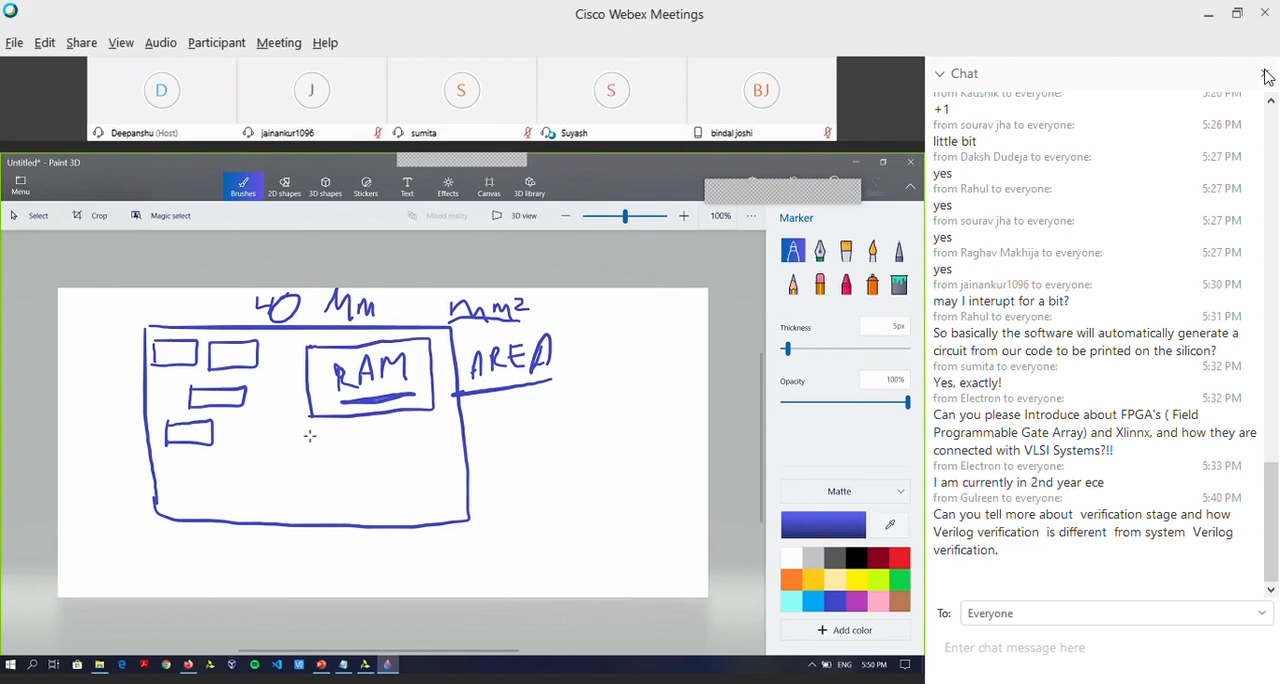 Cisco Webex Meetings
File Edit Share View Audio Participant Meeting Help
D J S S BJ
Deepanshu (Host) jainankur1096 sumita Suyash bindal joshi
Untitled* - Paint 3D
Menu Brushes 2D shapes 3D shapes Stickers Text Effects Canvas 3D library
Select Crop Magic select Mixed reality 3D view 100%
Marker
Thickness 5px
Opacity 100%
Matte
+ Add color
40 mm²
RAM AREA
ENG 5:50 PM
Chat
from Kaushik to everyone: 5:26 PM
+1
from sourav jha to everyone: 5:26 PM
little bit
from Daksh Dudeja to everyone: 5:27 PM
yes
from Rahul to everyone: 5:27 PM
yes
from sourav jha to everyone: 5:27 PM
yes
from Raghav Makhija to everyone: 5:27 PM
yes
from jainankur1096 to everyone: 5:30 PM
may I interupt for a bit?
from Rahul to everyone: 5:31 PM
So basically the software will automatically generate a
circuit from our code to be printed on the silicon?
from sumita to everyone: 5:32 PM
Yes, exactly!
from Electron to everyone: 5:32 PM
Can you please Introduce about FPGA's ( Field
Programmable Gate Array) and Xlinnx, and how they are
connected with VLSI Systems?!!
from Electron to everyone: 5:33 PM
I am currently in 2nd year ece
from Gulreen to everyone: 5:40 PM
Can you tell more about verification stage and how
Verilog verification is different from system Verilog
verification.
To: Everyone
Enter chat message here